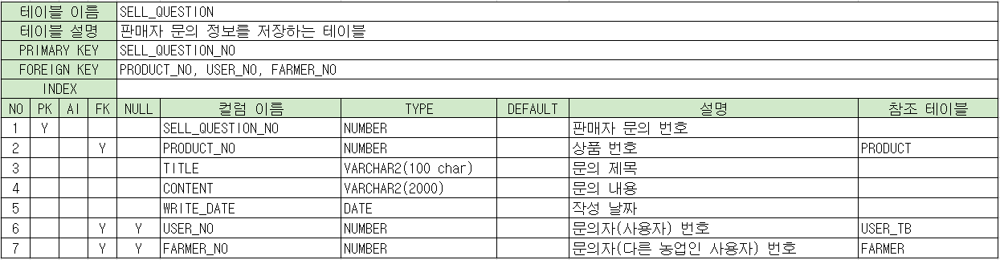 테이블 이름 SELL_QUESTION
테이블 설명 판매자 문의 정보를 저장하는 테이블
PRIMARY KEY SELL_QUESTION_NO
FOREIGN KEY PRODUCT_NO, USER_NO, FARMER_NO
INDEX
NO PK AI FK NULL 컬럼 이름 TYPE DEFAULT 설명 참조 테이블
1 Y SELL_QUESTION_NO NUMBER 판매자 문의 번호
2 Y PRODUCT_NO NUMBER 상품 번호 PRODUCT
3 TITLE VARCHAR2(100 char) 문의 제목
4 CONTENT VARCHAR2(2000) 문의 내용
5 WRITE_DATE DATE 작성 날짜
6 Y Y USER_NO NUMBER 문의자(사용자) 번호 USER_TB
7 Y Y FARMER_NO NUMBER 문의자(다른 농업인 사용자) 번호 FARMER